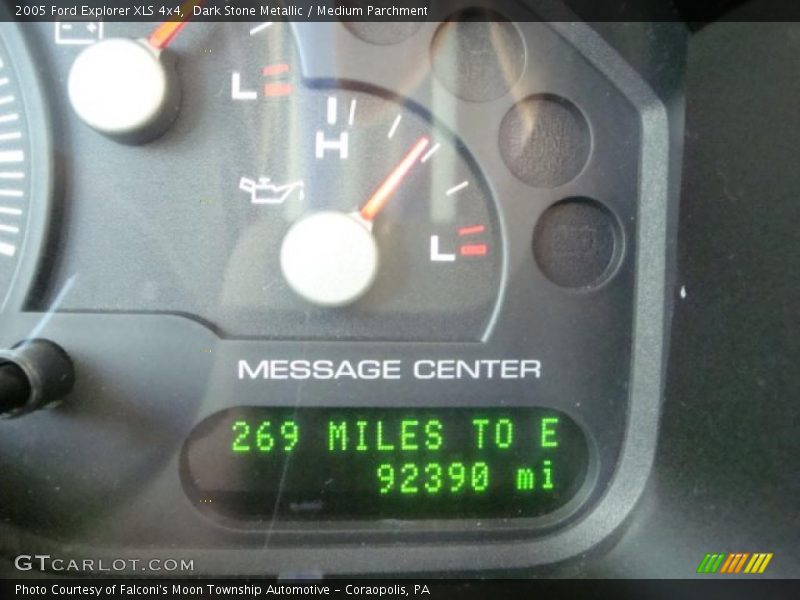 2005 Ford Explorer XLS 4x4, Dark Stone Metallic / Medium Parchment
L
H
L
MESSAGE CENTER
269 MILES TO E
92390 mi
GTCARLOT.COM
Photo Courtesy of Falconi's Moon Township Automotive - Coraopolis, PA